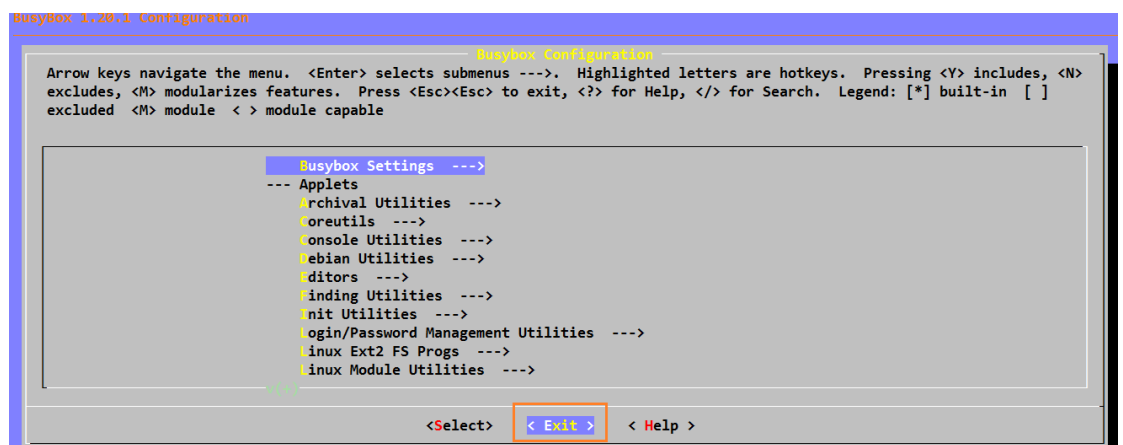 BusyBox 1.20.1 Configuration
Busybox Configuration
Arrow keys navigate the menu.  <Enter> selects submenus --->.  Highlighted letters are hotkeys.  Pressing <Y> includes, <N>
excludes, <M> modularizes features.  Press <Esc><Esc> to exit, <?> for Help, </> for Search.  Legend: [*] built-in  [ ]
excluded  <M> module  < > module capable
Busybox Settings  --->
--- Applets
Archival Utilities  --->
Coreutils  --->
Console Utilities  --->
Debian Utilities  --->
Editors  --->
Finding Utilities  --->
Init Utilities  --->
Login/Password Management Utilities  --->
Linux Ext2 FS Progs  --->
Linux Module Utilities  --->
<Select>    < Exit >    < Help >